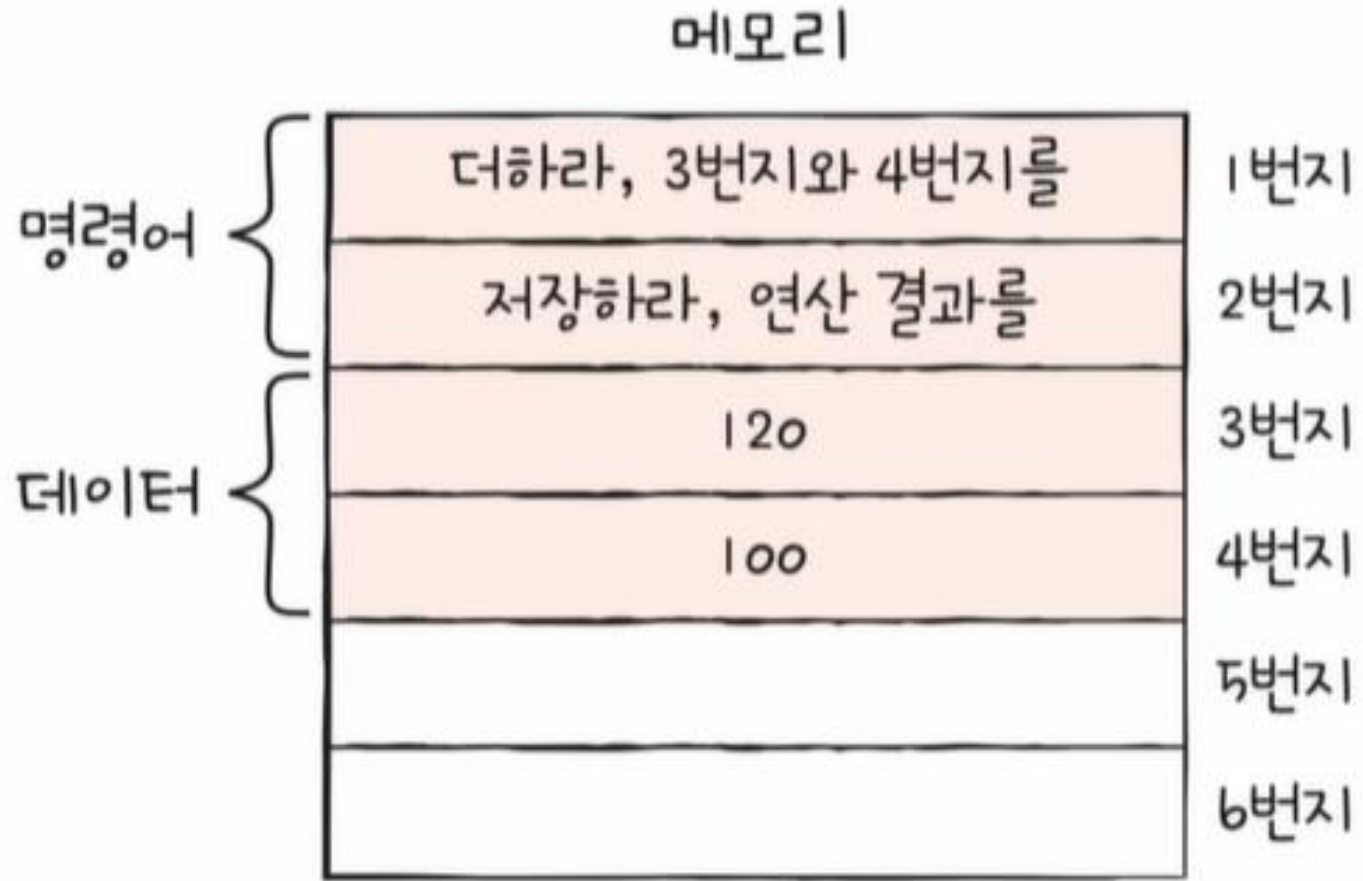 메모리
더하라, 3번지와 4번지를 1번지
명령어
저장하라, 연산 결과를 2번지
120 3번지
데이터
100 4번지
5번지
6번지